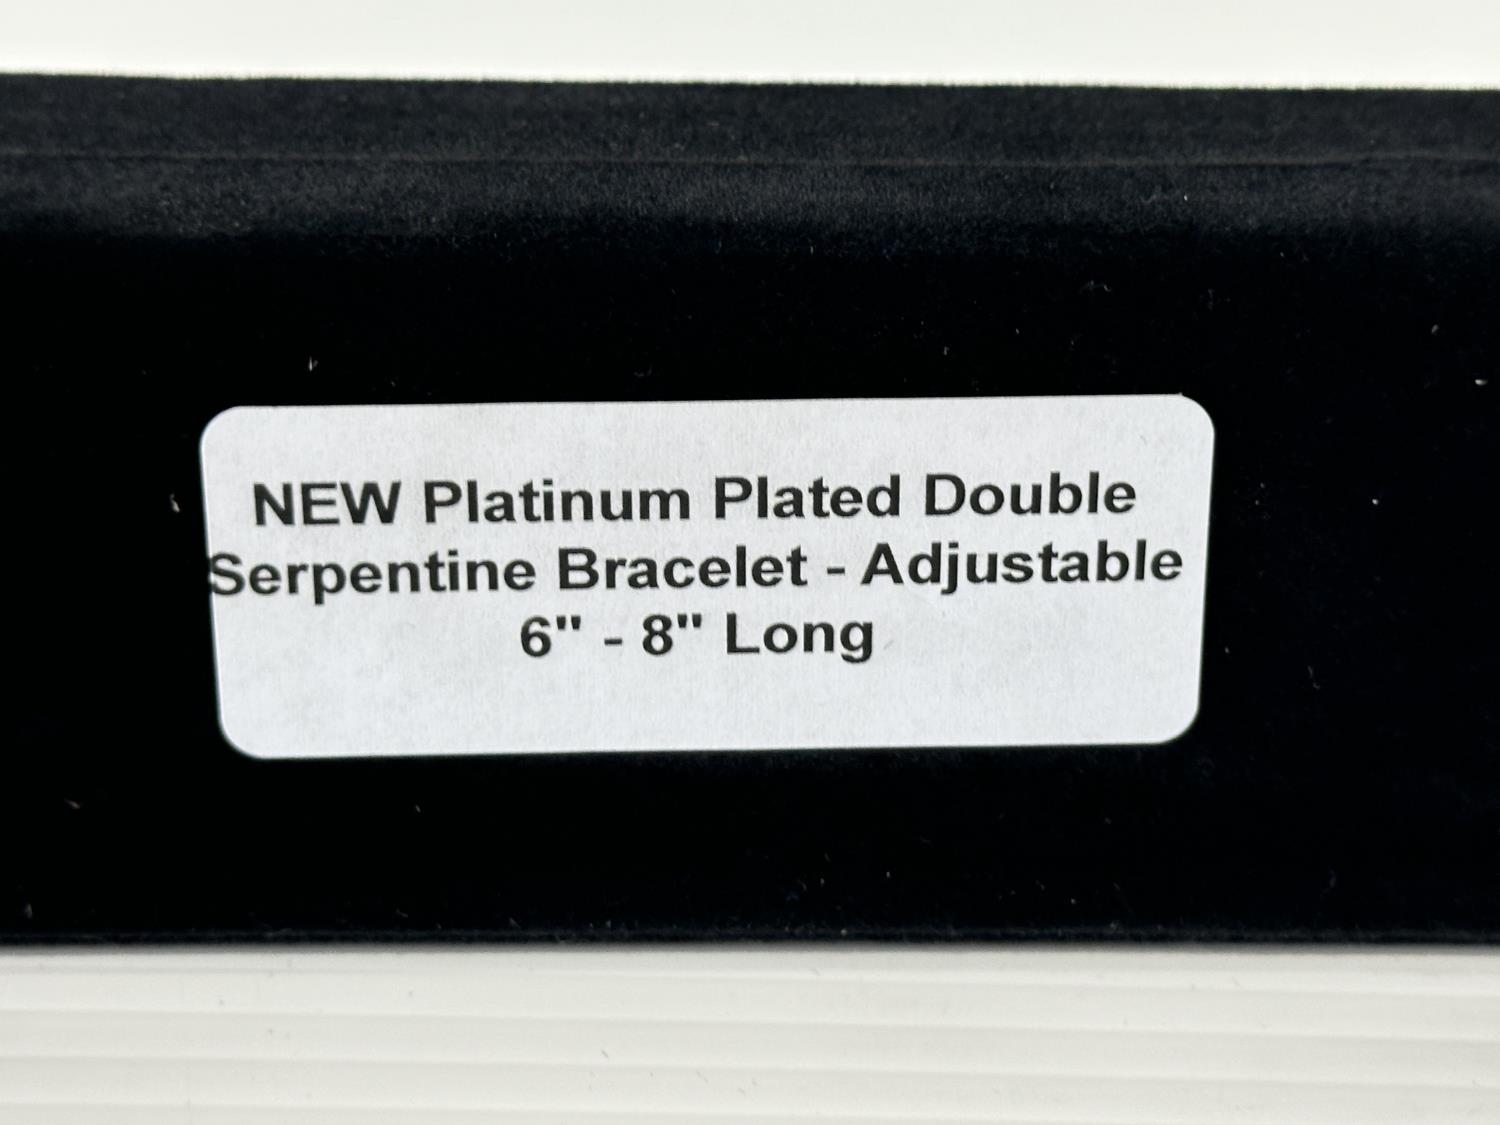 NEW Platinum Plated Double
Serpentine Bracelet - Adjustable
6" - 8" Long